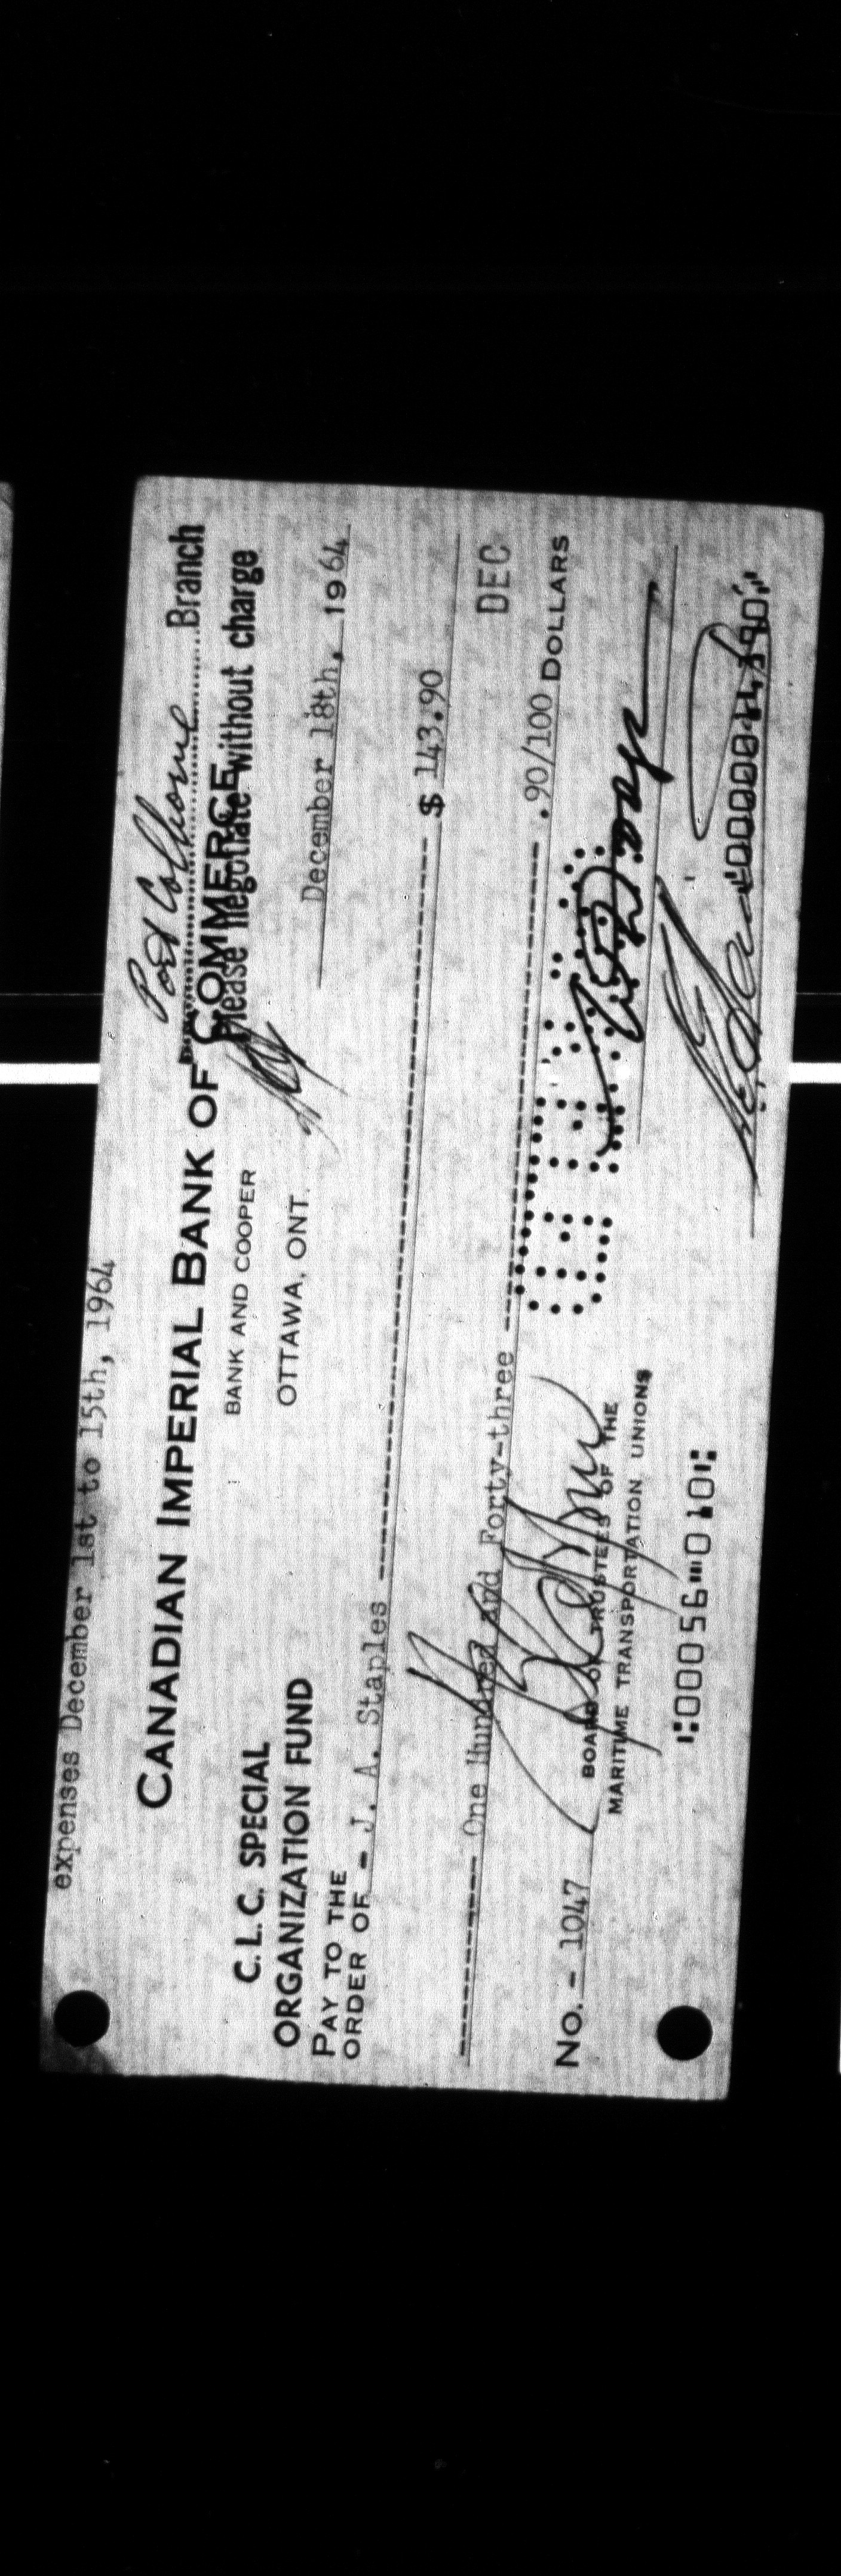 expenses December 1st to 15th, 1964
Port Colborne Branch
CANADIAN IMPERIAL BANK OF COMMERCE
Please negotiate without charge
BANK AND COOPER
OTTAWA, ONT.
C.L.C. SPECIAL
ORGANIZATION FUND
December 18th, 1964
PAY TO THE
ORDER OF - J. A. Staples ---------- $ 143.90
DEC
---------- One Hundred and Forty-three ---------- .90/100 DOLLARS
No. - 1047
BOARD OF TRUSTEES OF THE
MARITIME TRANSPORTATION UNIONS
⑆00056⑉010⑆ ⑈0000014390⑈